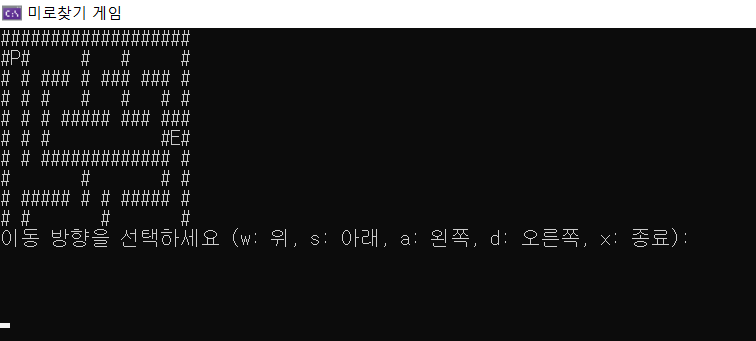 미로찾기 게임
###################
#P#     #   #     #
# # ### # ### ### #
# # #   #   #   # #
# # # ##### ### ###
# # #           #E#
# # ############# #
#       #       # #
# ##### # # ##### #
# #       #       #
이동 방향을 선택하세요 (w: 위, s: 아래, a: 왼쪽, d: 오른쪽, x: 종료):